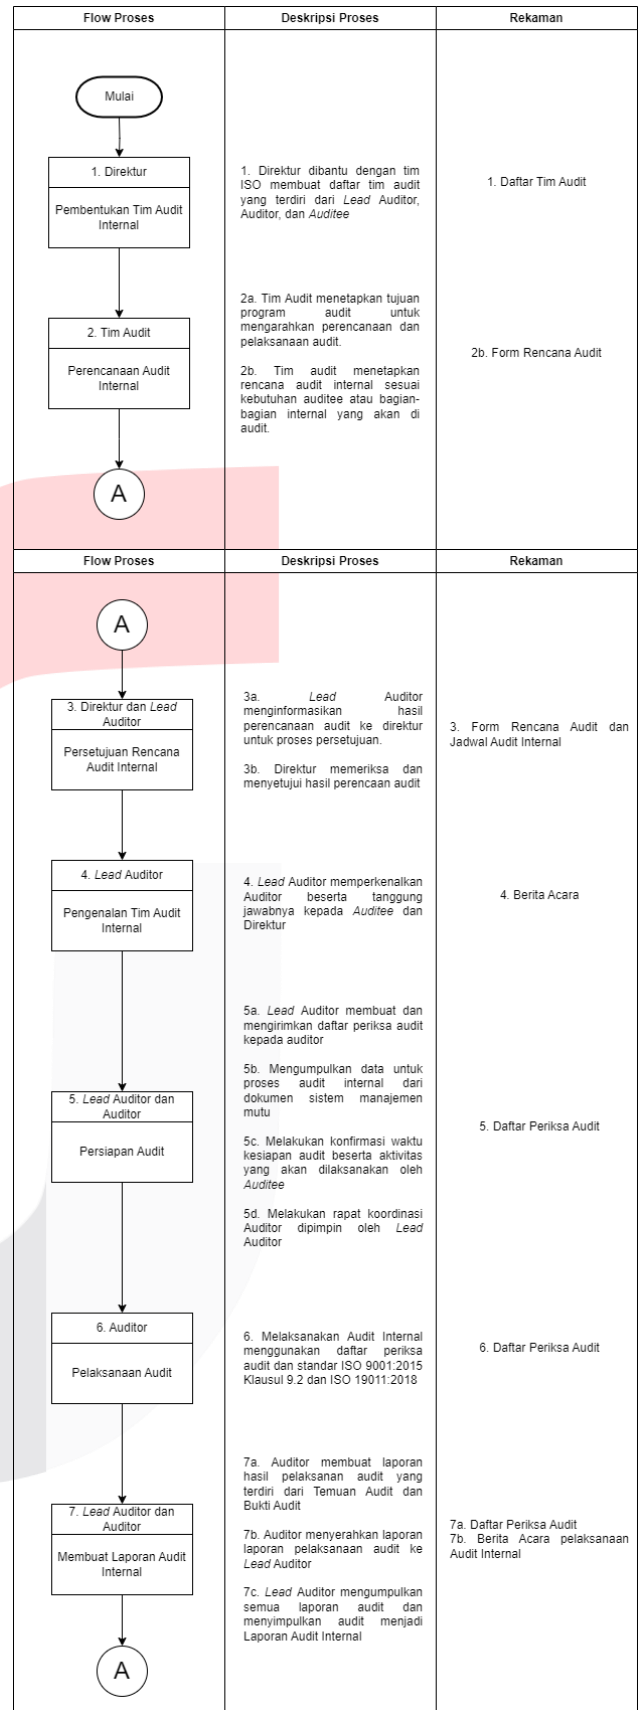 Flow Proses
Deskripsi Proses
Rekaman
Mulai
1. Direktur
Pembentukan Tim Audit
Internal
1. Direktur dibantu dengan tim
ISO membuat daftar tim audit
yang terdiri dari Lead Auditor,
Auditor, dan Auditee
1. Daftar Tim Audit
2. Tim Audit
Perencanaan Audit
Internal
2a. Tim Audit menetapkan tujuan
program audit untuk
mengarahkan perencanaan dan
pelaksanaan audit.
2b. Tim audit menetapkan
rencana audit internal sesuai
kebutuhan auditee atau bagian-
bagian internal yang akan di
audit.
2b. Form Rencana Audit
A
Flow Proses
Deskripsi Proses
Rekaman
A
3. Direktur dan Lead
Auditor
Persetujuan Rencana
Audit Internal
3a. Lead Auditor
menginformasikan hasil
perencanaan audit ke direktur
untuk proses persetujuan.
3b. Direktur memeriksa dan
menyetujui hasil perencaan audit
3. Form Rencana Audit dan
Jadwal Audit Internal
4. Lead Auditor
Pengenalan Tim Audit
Internal
4. Lead Auditor memperkenalkan
Auditor beserta tanggung
jawabnya kepada Auditee dan
Direktur
4. Berita Acara
5. Lead Auditor dan
Auditor
Persiapan Audit
5a. Lead Auditor membuat dan
mengirimkan daftar periksa audit
kepada auditor
5b. Mengumpulkan data untuk
proses audit internal dari
dokumen sistem manajemen
mutu
5c. Melakukan konfirmasi waktu
kesiapan audit beserta aktivitas
yang akan dilaksanakan oleh
Auditee
5d. Melakukan rapat koordinasi
Auditor dipimpin oleh Lead
Auditor
5. Daftar Periksa Audit
6. Auditor
Pelaksanaan Audit
6. Melaksanakan Audit Internal
menggunakan daftar periksa
audit dan standar ISO 9001:2015
Klausul 9.2 dan ISO 19011:2018
6. Daftar Periksa Audit
7. Lead Auditor dan
Auditor
Membuat Laporan Audit
Internal
7a. Auditor membuat laporan
hasil pelaksanan audit yang
terdiri dari Temuan Audit dan
Bukti Audit
7b. Auditor menyerahkan laporan
laporan pelaksanaan audit ke
Lead Auditor
7c. Lead Auditor mengumpulkan
semua laporan audit dan
menyimpulkan audit menjadi
Laporan Audit Internal
7a. Daftar Periksa Audit
7b. Berita Acara pelaksanaan
Audit Internal
A